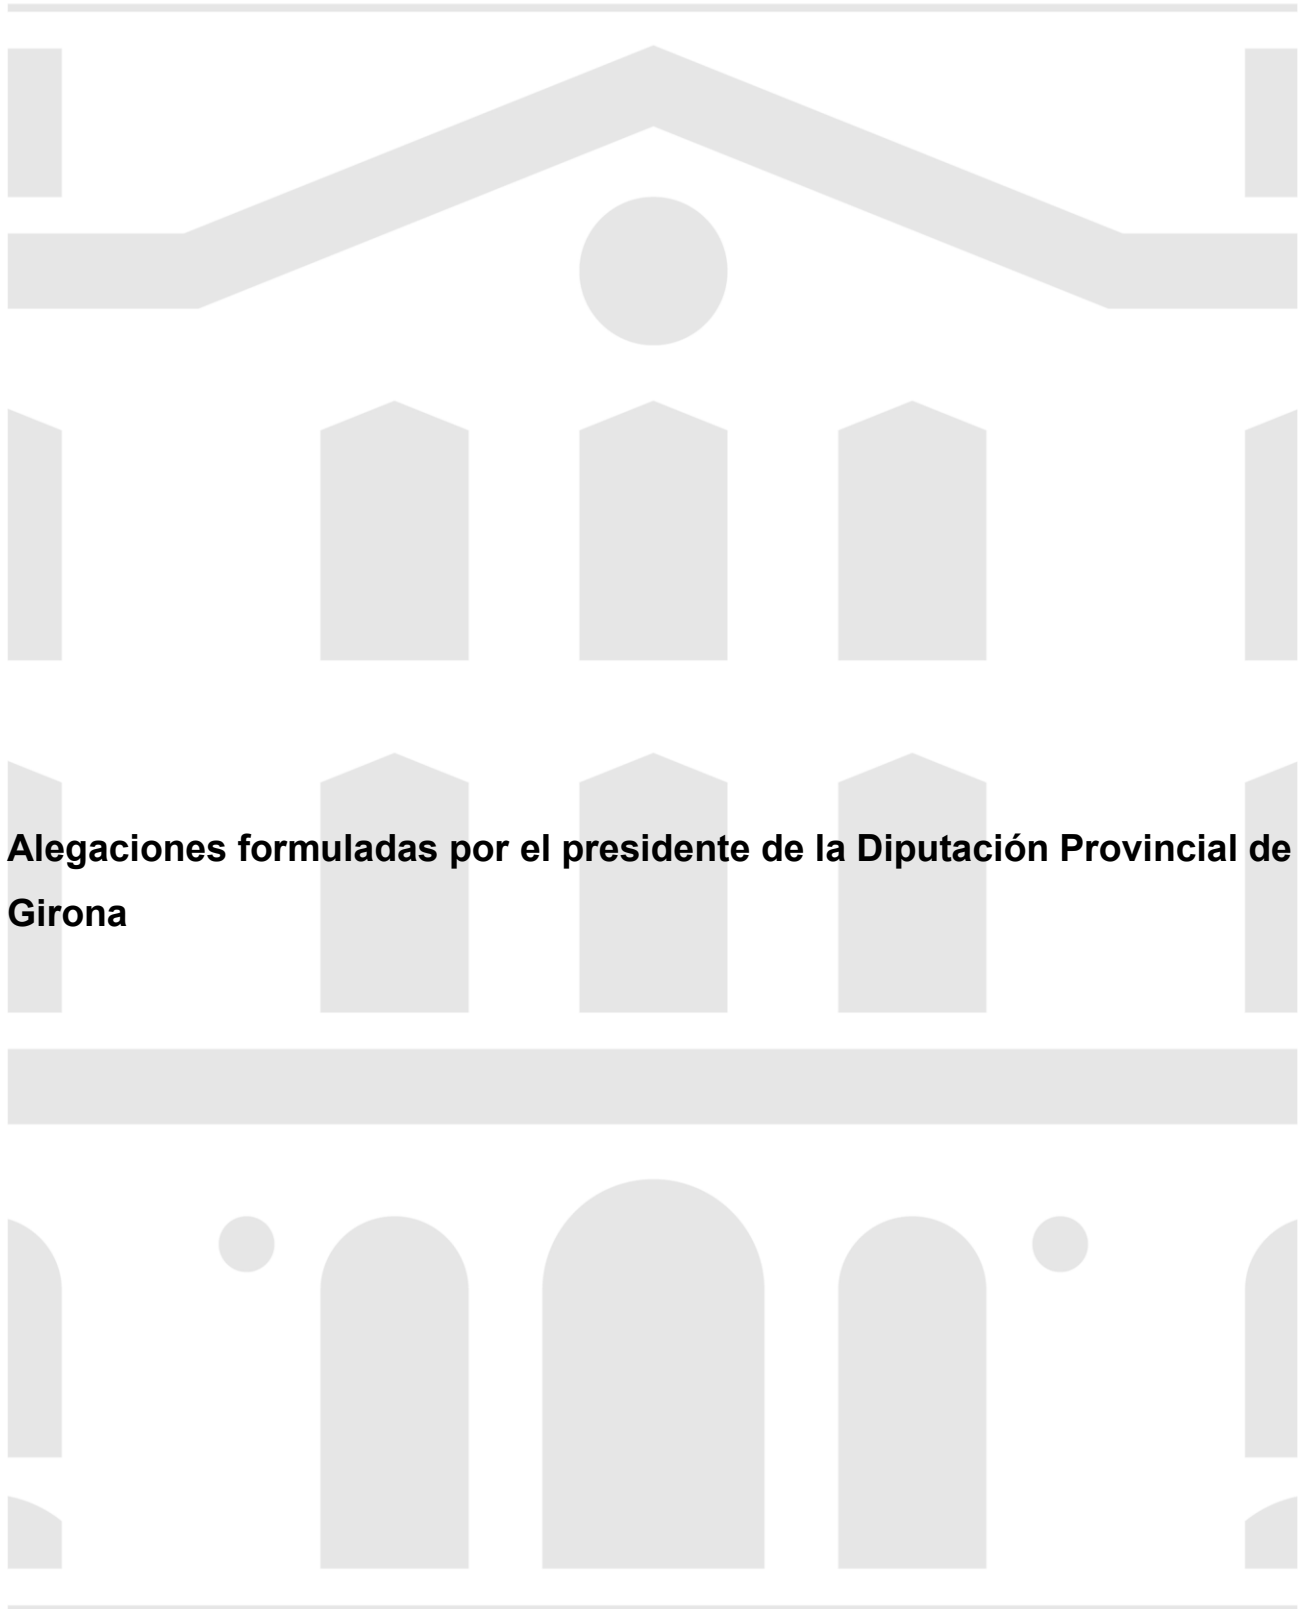 Alegaciones formuladas por el presidente de la Diputación Provincial de
Girona